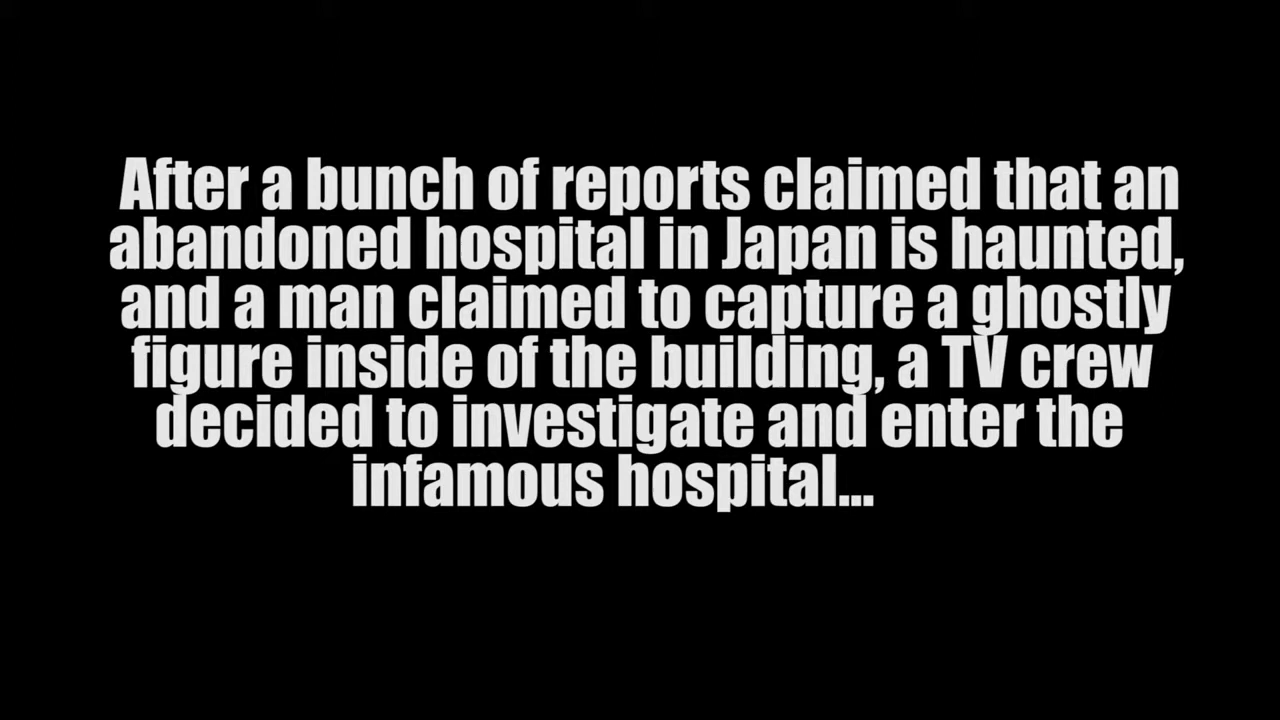 After a bunch of reports claimed that an
abandoned hospital in Japan is haunted,
and a man claimed to capture a ghostly
figure inside of the building, a TV crew
decided to investigate and enter the
infamous hospital...